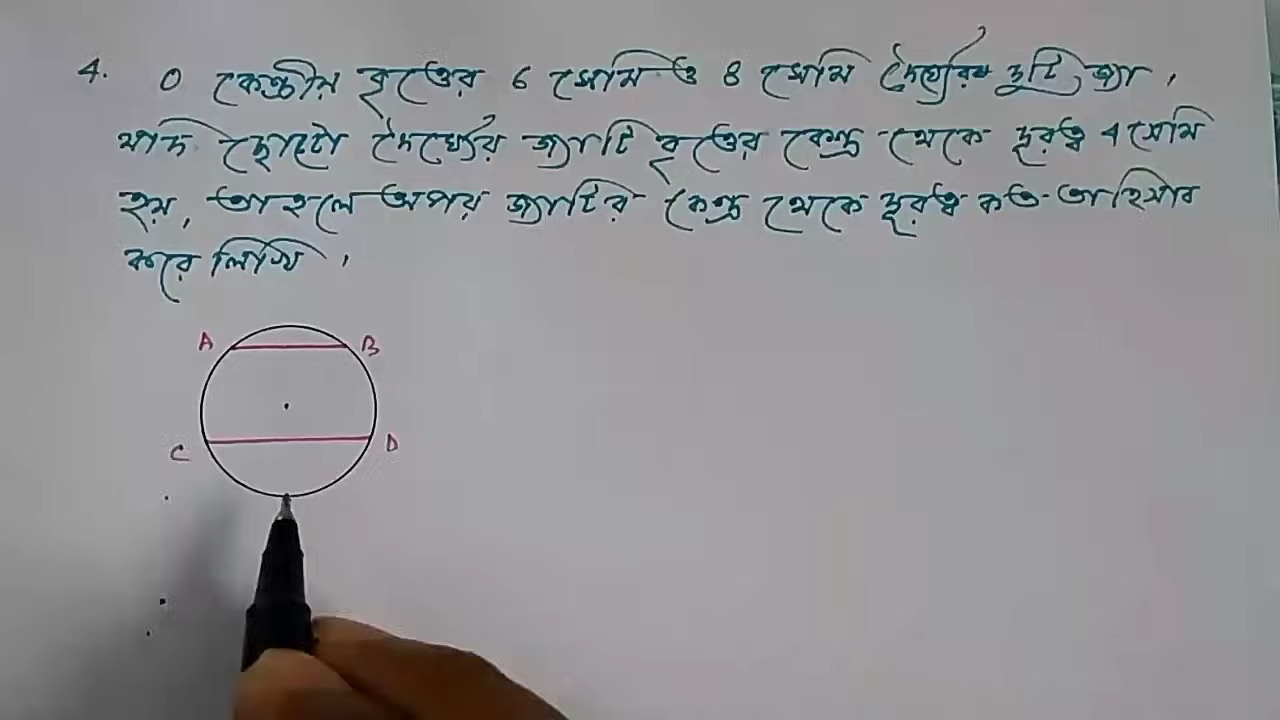 4. O কেন্দ্রীয় বৃত্তের 6 সেমি ও 8 সেমি দৈর্ঘ্যের দুটি জ্যা ।
যদি ছোটো দৈর্ঘ্যের জ্যাটি বৃত্তের কেন্দ্র থেকে দূরত্ব 4 সেমি
হয়, তাহলে অপর জ্যাটির কেন্দ্র থেকে দূরত্ব কত তা হিসাব
করে লিখি ।
A B
C D